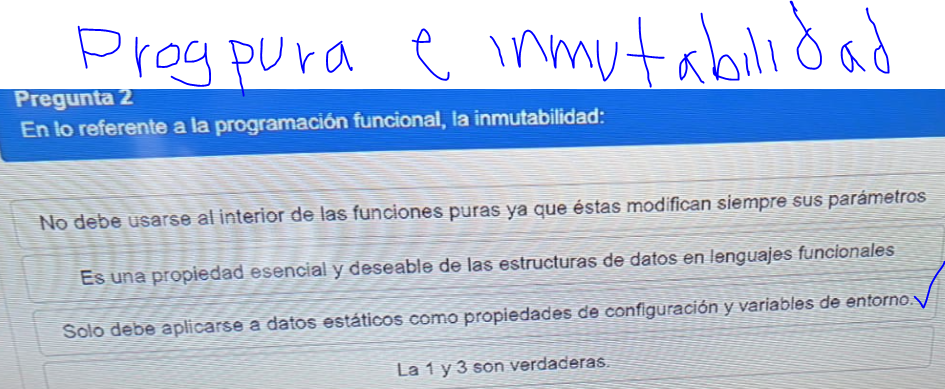 Prog pura e inmutabilidad
Pregunta 2
En lo referente a la programación funcional, la inmutabilidad:
No debe usarse al interior de las funciones puras ya que éstas modifican siempre sus parámetros
Es una propiedad esencial y deseable de las estructuras de datos en lenguajes funcionales
Solo debe aplicarse a datos estáticos como propiedades de configuración y variables de entorno.
La 1 y 3 son verdaderas.